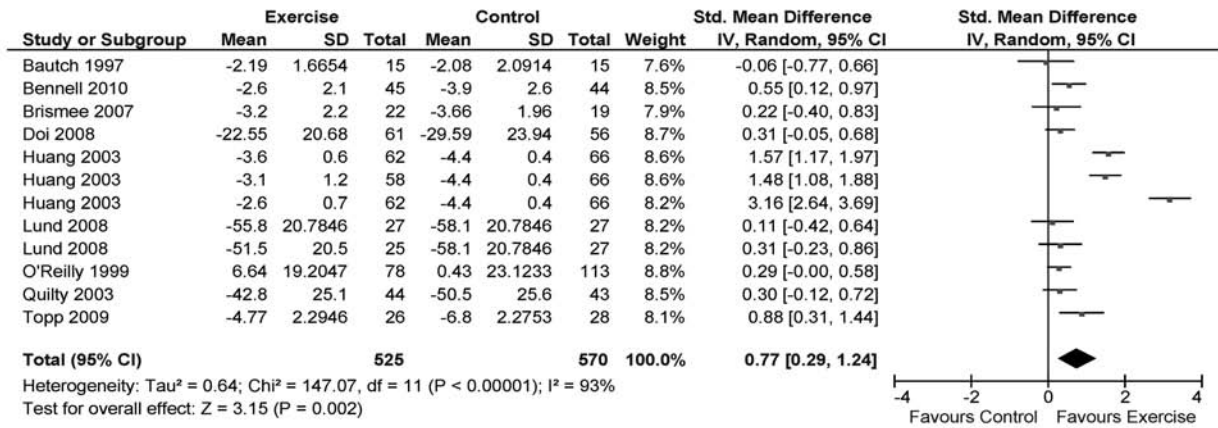 Exercise Control Std. Mean Difference Std. Mean Difference
Study or Subgroup Mean SD Total Mean SD Total Weight IV, Random, 95% CI IV, Random, 95% CI
Bautch 1997 -2.19 1.6654 15 -2.08 2.0914 15 7.6% -0.06 [-0.77, 0.66]
Bennell 2010 -2.6 2.1 45 -3.9 2.6 44 8.5% 0.55 [0.12, 0.97]
Brismee 2007 -3.2 2.2 22 -3.66 1.96 19 7.9% 0.22 [-0.40, 0.83]
Doi 2008 -22.55 20.68 61 -29.59 23.94 56 8.7% 0.31 [-0.05, 0.68]
Huang 2003 -3.6 0.6 62 -4.4 0.4 66 8.6% 1.57 [1.17, 1.97]
Huang 2003 -3.1 1.2 58 -4.4 0.4 66 8.6% 1.48 [1.08, 1.88]
Huang 2003 -2.6 0.7 62 -4.4 0.4 66 8.2% 3.16 [2.64, 3.69]
Lund 2008 -55.8 20.7846 27 -58.1 20.7846 27 8.2% 0.11 [-0.42, 0.64]
Lund 2008 -51.5 20.5 25 -58.1 20.7846 27 8.2% 0.31 [-0.23, 0.86]
O'Reilly 1999 6.64 19.2047 78 0.43 23.1233 113 8.8% 0.29 [-0.00, 0.58]
Quilty 2003 -42.8 25.1 44 -50.5 25.6 43 8.5% 0.30 [-0.12, 0.72]
Topp 2009 -4.77 2.2946 26 -6.8 2.2753 28 8.1% 0.88 [0.31, 1.44]
Total (95% CI) 525 570 100.0% 0.77 [0.29, 1.24]
Heterogeneity: Tau² = 0.64; Chi² = 147.07, df = 11 (P < 0.00001); I² = 93%
Test for overall effect: Z = 3.15 (P = 0.002)
-4 -2 0 2 4
Favours Control Favours Exercise